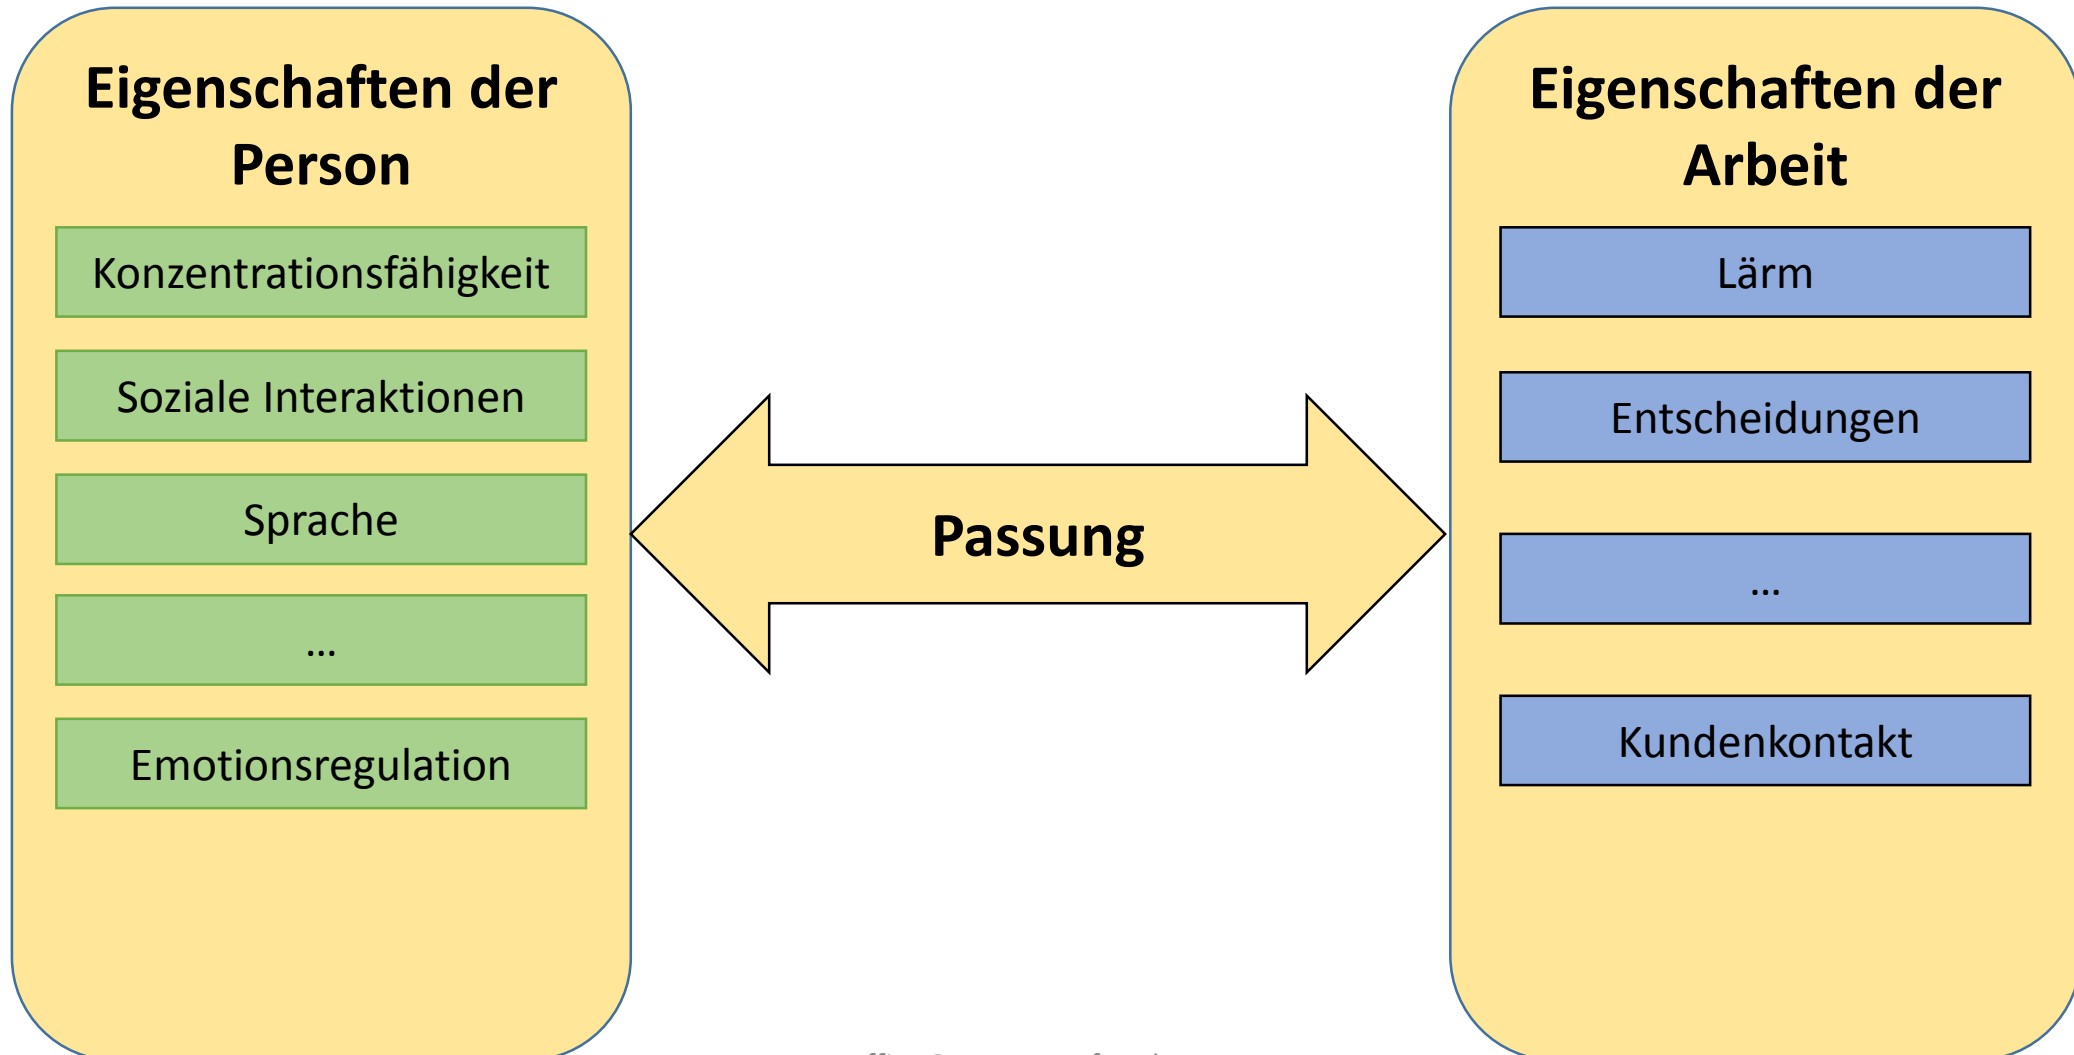 Eigenschaften der
Person
Konzentrationsfähigkeit
Soziale Interaktionen
Sprache
...
Emotionsregulation
Passung
Eigenschaften der
Arbeit
Lärm
Entscheidungen
...
Kundenkontakt